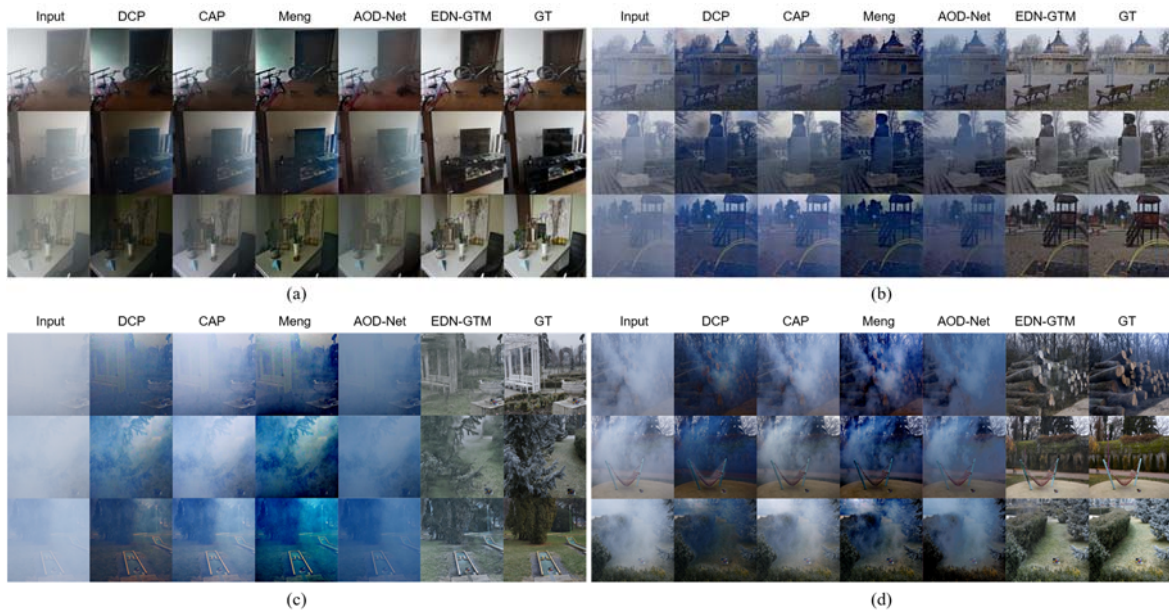 Input DCP CAP Meng AOD-Net EDN-GTM GT
Input DCP CAP Meng AOD-Net EDN-GTM GT
(a)
(b)
Input DCP CAP Meng AOD-Net EDN-GTM GT
Input DCP CAP Meng AOD-Net EDN-GTM GT
(c)
(d)